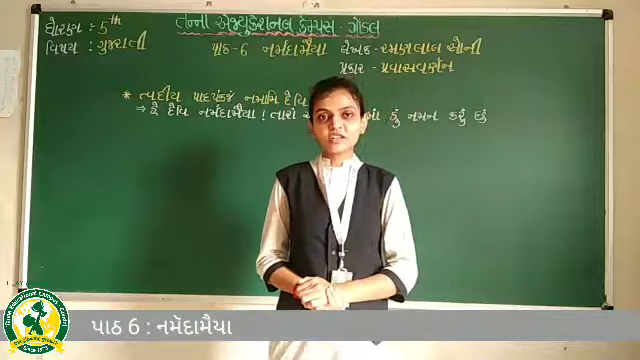 ધોરણ : 5th
તન્ના એજ્યુકેશનલ કેમ્પસ - ગોંડલ
વિષય : ગુજરાતી
પાઠ-6 નર્મદામૈયા
લેખક - રમણલાલ સોની
પ્રકાર - પ્રવાસવર્ણન
* ત્વદીય પાદપંકજં નમામિ દેવિ
⇒ હે દેવિ નર્મદામૈયા ! તારાં
માં હું નમન કરું છું
પાઠ 6 : નર્મદામૈયા